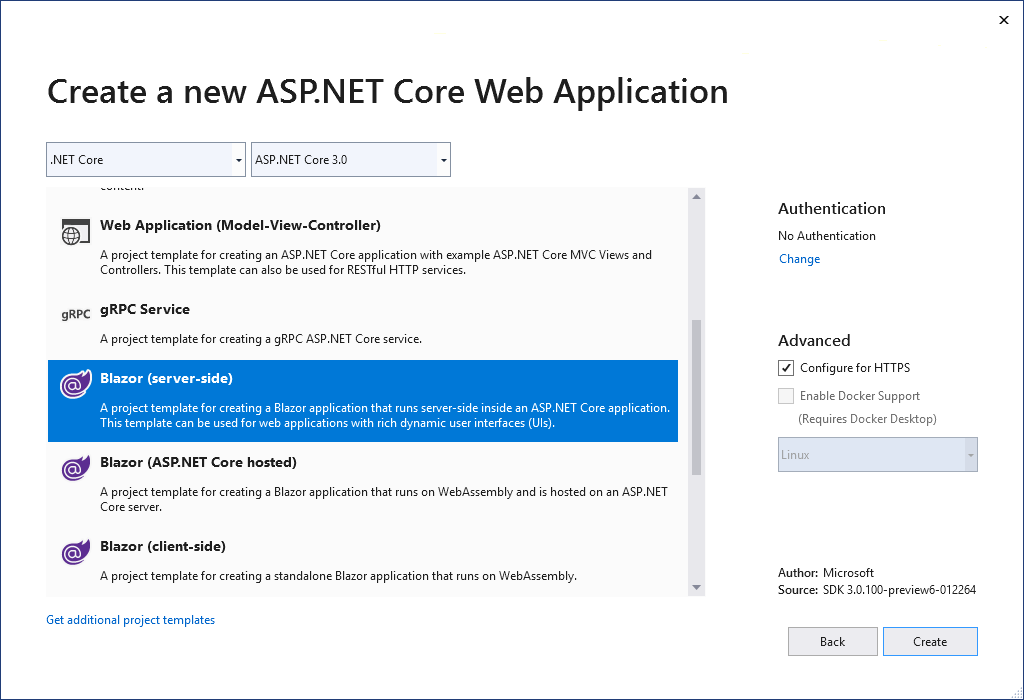 Create a new ASP.NET Core Web Application
.NET Core
ASP.NET Core 3.0
content.
Web Application (Model-View-Controller)
A project template for creating an ASP.NET Core application with example ASP.NET Core MVC Views and
Controllers. This template can also be used for RESTful HTTP services.
gRPC
gRPC Service
A project template for creating a gRPC ASP.NET Core service.
Blazor (server-side)
A project template for creating a Blazor application that runs server-side inside an ASP.NET Core application.
This template can be used for web applications with rich dynamic user interfaces (UIs).
Blazor (ASP.NET Core hosted)
A project template for creating a Blazor application that runs on WebAssembly and is hosted on an ASP.NET
Core server.
Blazor (client-side)
A project template for creating a standalone Blazor application that runs on WebAssembly.
Get additional project templates
Authentication
No Authentication
Change
Advanced
Configure for HTTPS
Enable Docker Support
(Requires Docker Desktop)
Linux
Author: Microsoft
Source: SDK 3.0.100-preview6-012264
Back
Create